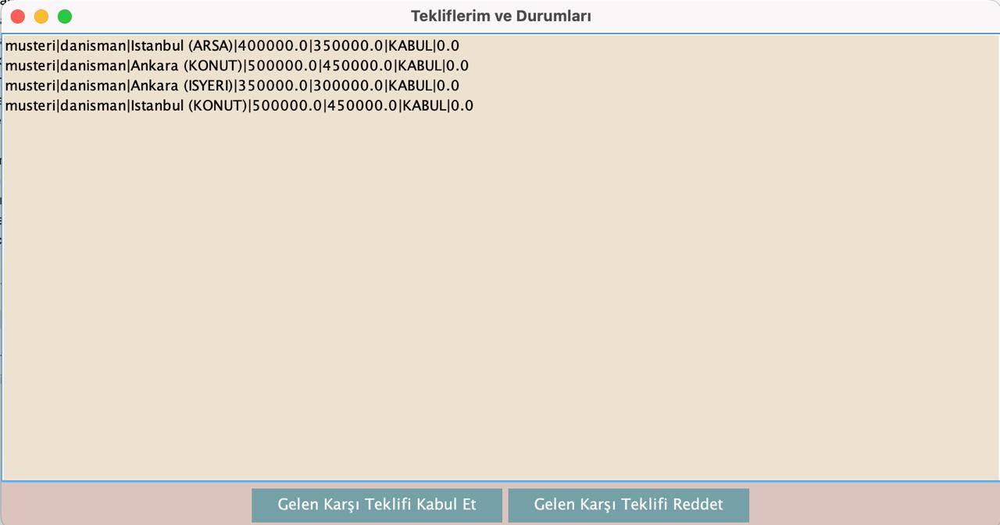 Tekliflerim ve Durumları
musteri|danisman|Istanbul (ARSA)|400000.0|350000.0|KABUL|0.0
musteri|danisman|Ankara (KONUT)|500000.0|450000.0|KABUL|0.0
musteri|danisman|Ankara (ISYERI)|350000.0|300000.0|KABUL|0.0
musteri|danisman|Istanbul (KONUT)|500000.0|450000.0|KABUL|0.0
Gelen Karşı Teklifi Kabul Et
Gelen Karşı Teklifi Reddet